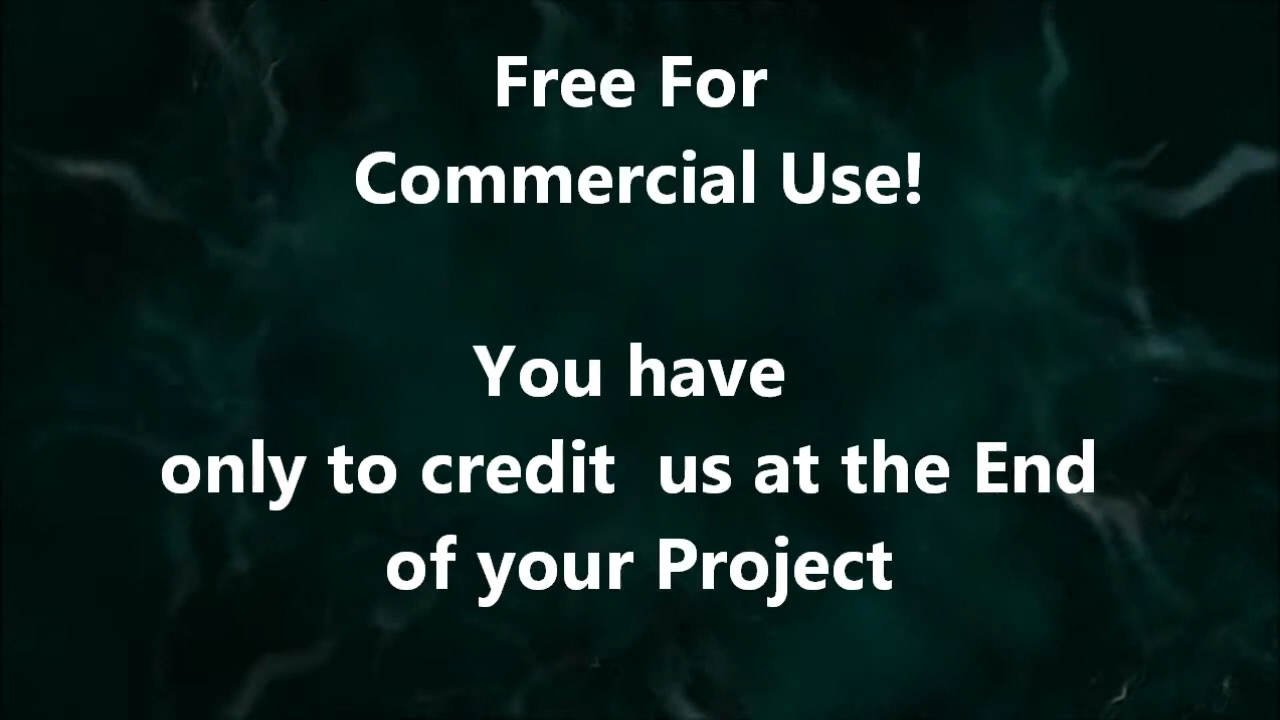 Free For
Commercial Use!
You have
only to credit  us at the End
of your Project